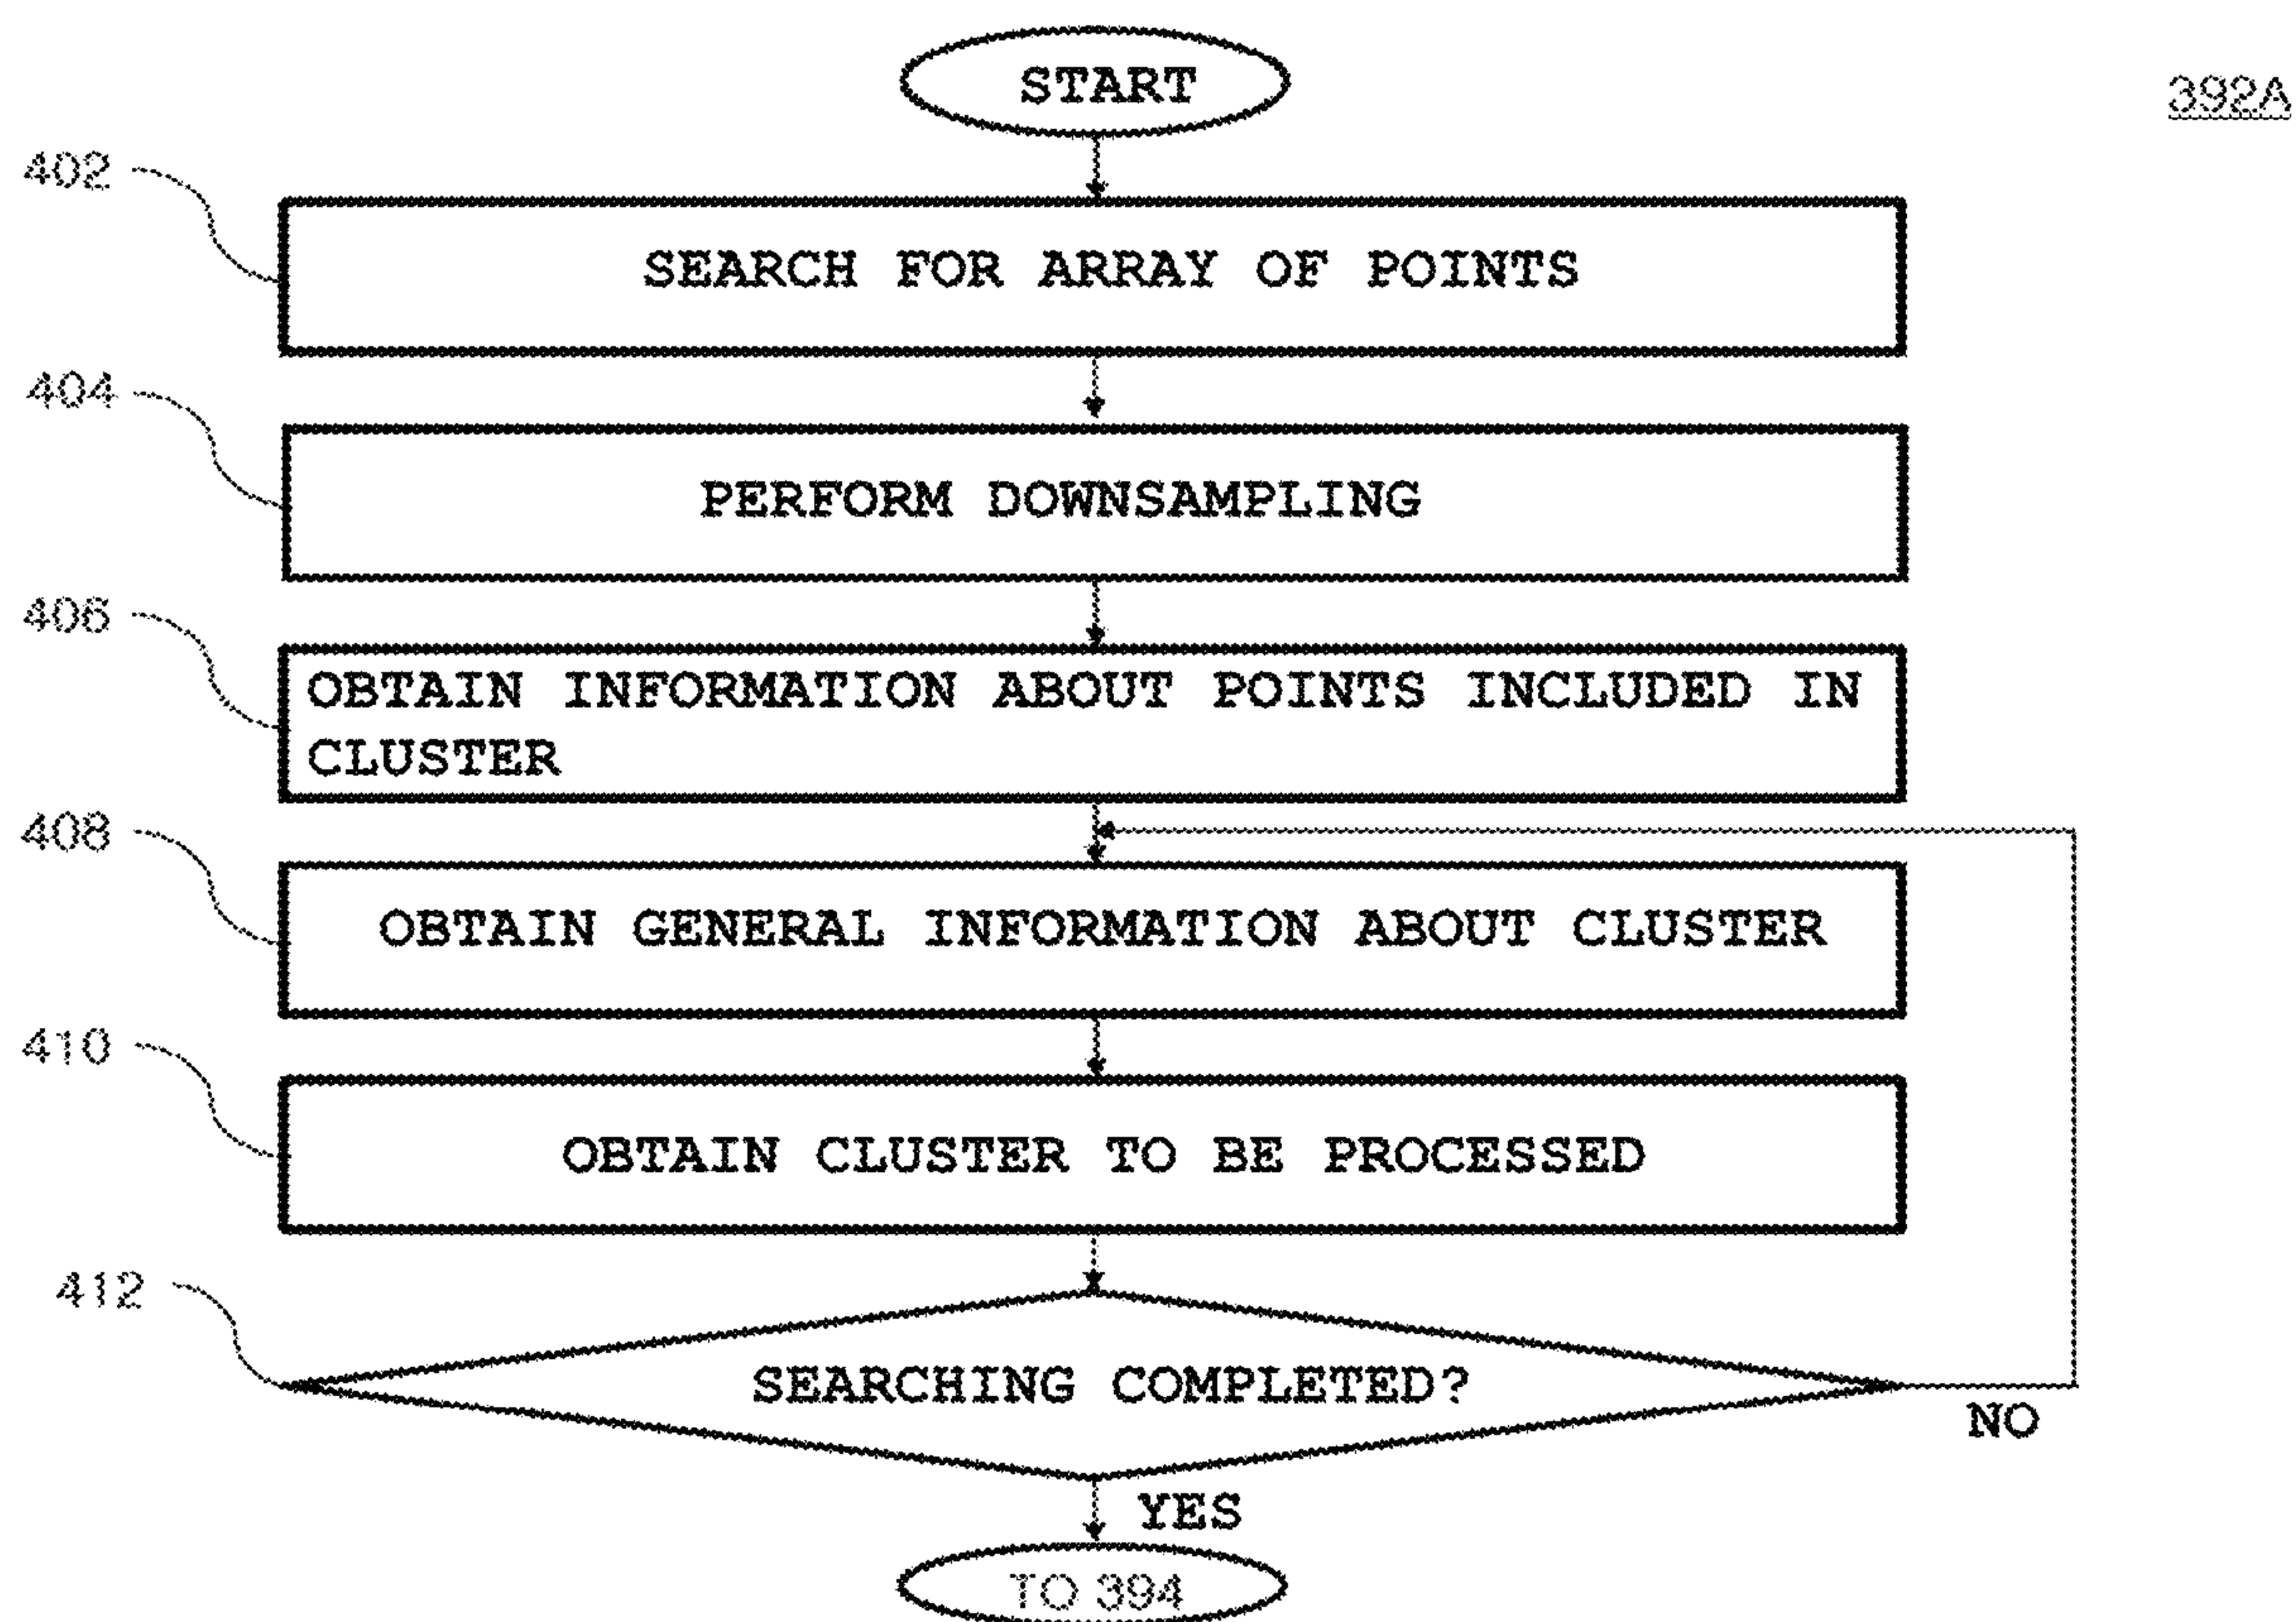 START
392A
402
SEARCH FOR ARRAY OF POINTS
404
PERFORM DOWNSAMPLING
406
OBTAIN INFORMATION ABOUT POINTS INCLUDED IN
CLUSTER
408
OBTAIN GENERAL INFORMATION ABOUT CLUSTER
410
OBTAIN CLUSTER TO BE PROCESSED
412
SEARCHING COMPLETED?
NO
YES
TO 394